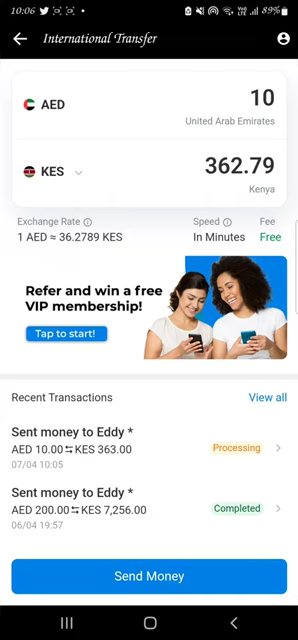 10:06
89%
International Transfer
AED
10
United Arab Emirates
KES
362.79
Kenya
Exchange Rate
Speed
Fee
1 AED ≈ 36.2789 KES
In Minutes
Free
Refer and win a free
VIP membership!
Tap to start!
Recent Transactions
View all
Sent money to Eddy *
AED 10.00⇆KES 363.00
Processing
07/04 10:05
Sent money to Eddy *
AED 200.00⇆KES 7,256.00
Completed
06/04 19:57
Send Money